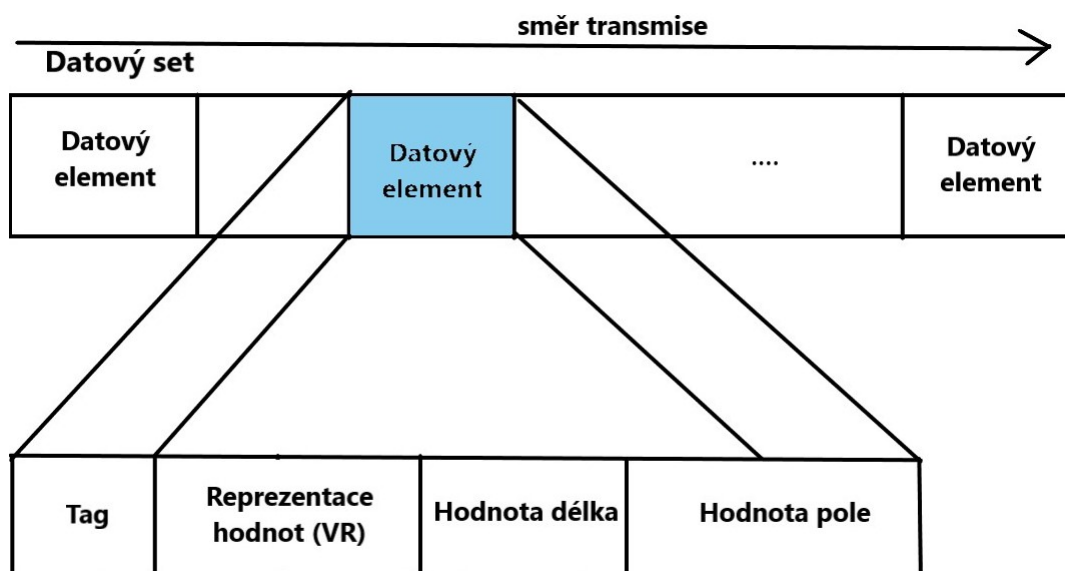 směr transmise
Datový set
Datový
element
Datový
element
....
Datový
element
Tag
Reprezentace
hodnot (VR)
Hodnota délka
Hodnota pole